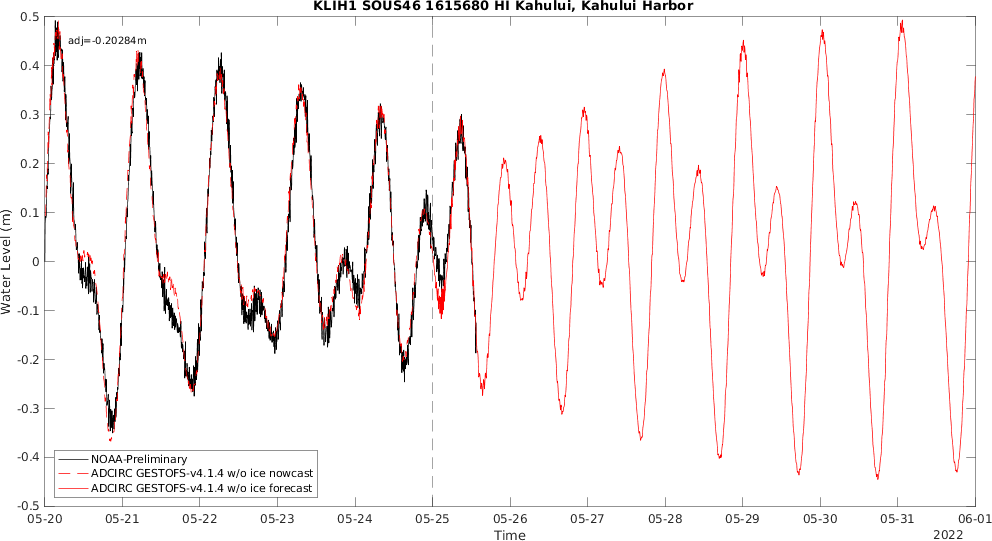 KLIH1 SOUS46 1615680 HI Kahului, Kahului Harbor
adj=-0.20284m
0.5
0.4
0.3
0.2
0.1
0
-0.1
-0.2
-0.3
-0.4
-0.5
Water Level (m)
NOAA-Preliminary
ADCIRC GESTOFS-v4.1.4 w/o ice nowcast
ADCIRC GESTOFS-v4.1.4 w/o ice forecast
05-20 05-21 05-22 05-23 05-24 05-25 05-26 05-27 05-28 05-29 05-30 05-31 06-01
Time
2022